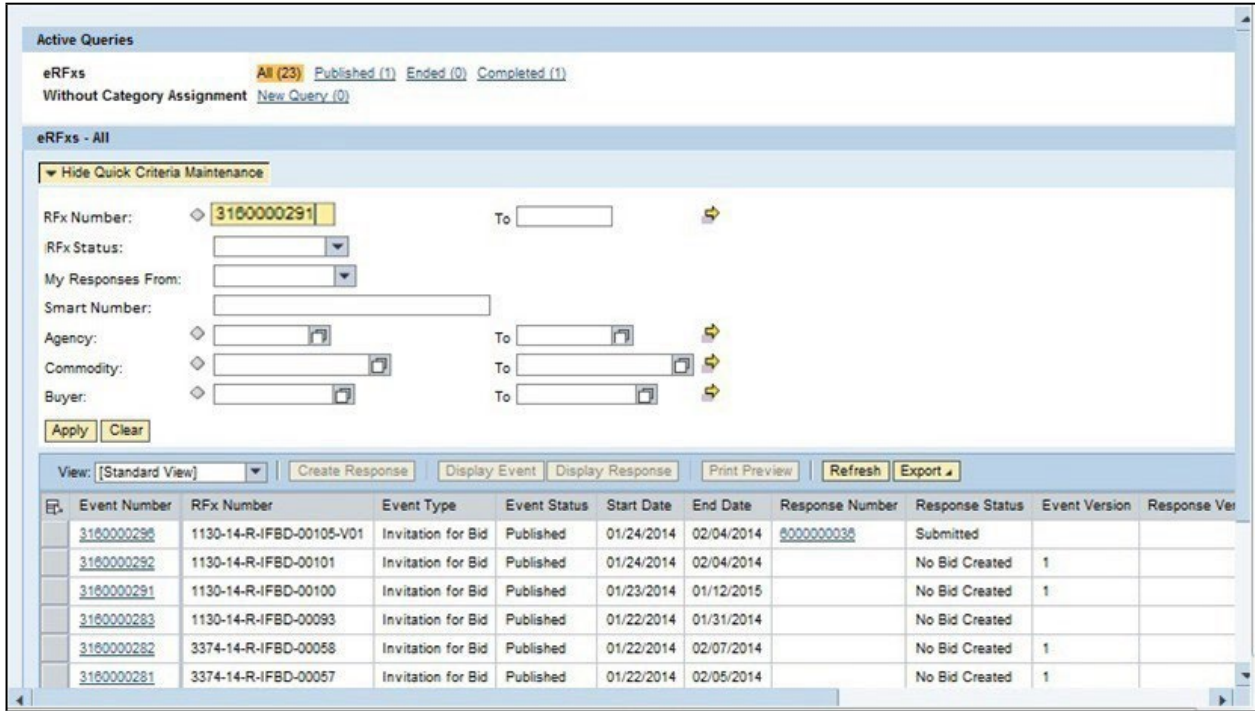 Active Queries
eRFxs All (23) Published (1) Ended (0) Completed (1)
Without Category Assignment New Query (0)
eRFxs - All
Hide Quick Criteria Maintenance
RFx Number: 3160000291 To
RFx Status:
My Responses From:
Smart Number:
Agency: To
Commodity: To
Buyer: To
Apply Clear
View: [Standard View] Create Response Display Event Display Response Print Preview Refresh Export
Event Number RFx Number Event Type Event Status Start Date End Date Response Number Response Status Event Version Response Ver
3160000296 1130-14-R-IFBD-00105-V01 Invitation for Bid Published 01/24/2014 02/04/2014 6000000036 Submitted
3160000292 1130-14-R-IFBD-00101 Invitation for Bid Published 01/24/2014 02/04/2014 No Bid Created 1
3160000291 1130-14-R-IFBD-00100 Invitation for Bid Published 01/23/2014 01/12/2015 No Bid Created 1
3160000283 1130-14-R-IFBD-00093 Invitation for Bid Published 01/22/2014 01/31/2014 No Bid Created
3160000282 3374-14-R-IFBD-00058 Invitation for Bid Published 01/22/2014 02/07/2014 No Bid Created 1
3160000281 3374-14-R-IFBD-00057 Invitation for Bid Published 01/22/2014 02/05/2014 No Bid Created 1